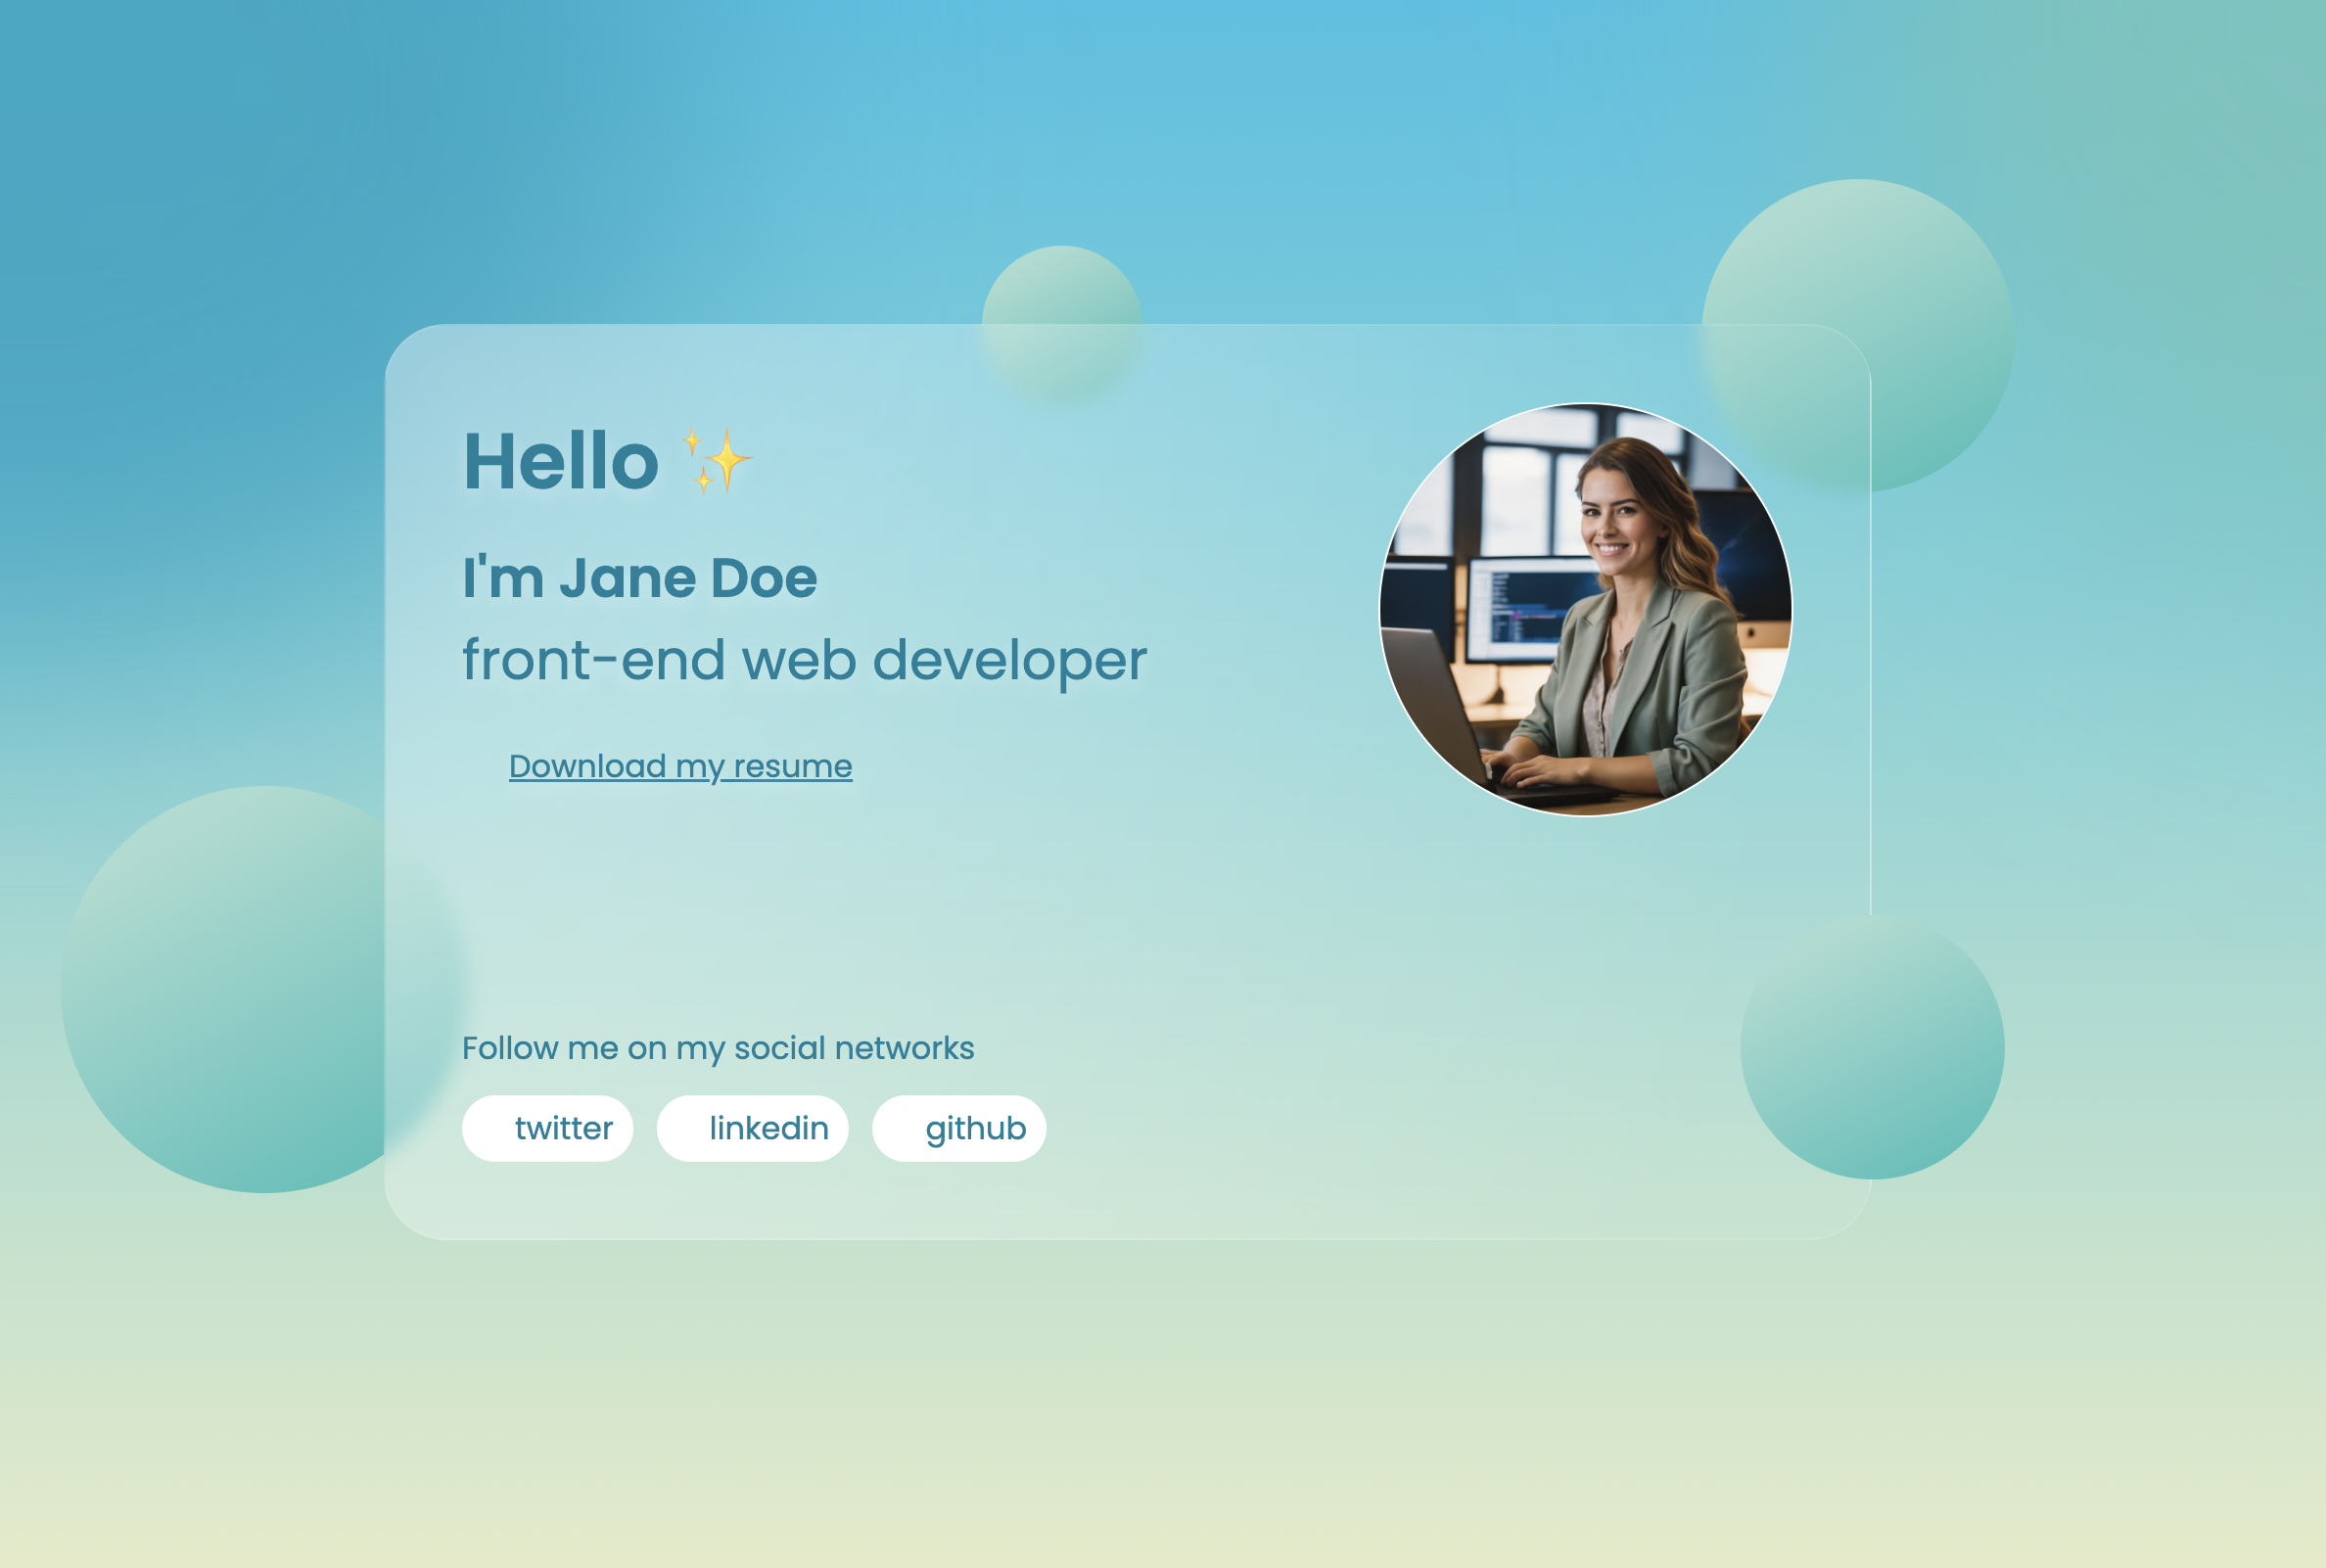 Hello ✨
I'm Jane Doe
front-end web developer
Download my resume
Follow me on my social networks
twitter linkedin github